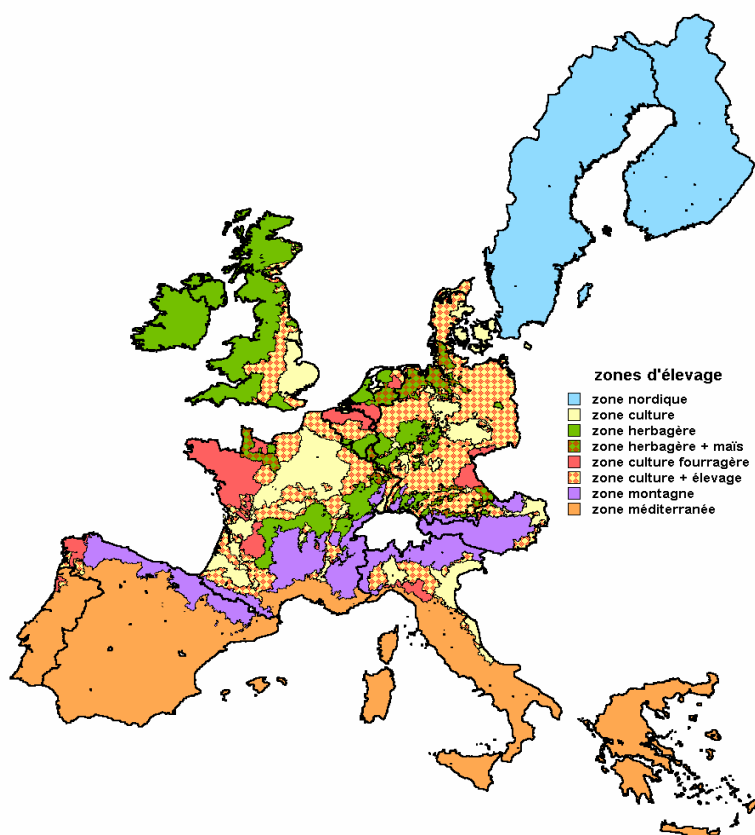 zones d'élevage
zone nordique
zone culture
zone herbagère
zone herbagère + maïs
zone culture fourragère
zone culture + élevage
zone montagne
zone méditerranée